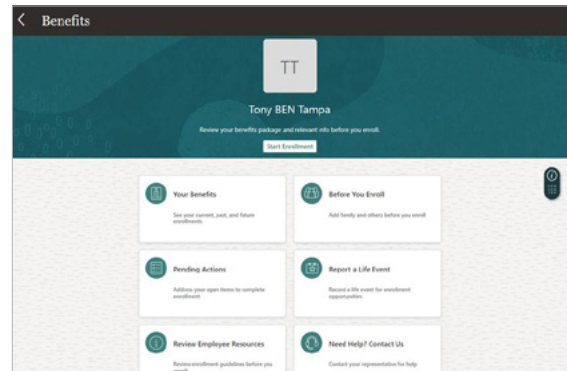 Benefits
TT
Tony BEN Tampa
Review your benefits package and relevant info before you enroll.
Start Enrollment
Your Benefits
See your current, past, and future
enrollments.
Before You Enroll
Add family and others before you enroll
Pending Actions
Address your open items to complete
enrollment
Report a Life Event
Record a life event for enrollment
opportunities
Review Employee Resources
Review enrollment guidelines before you
enroll
Need Help? Contact Us
Contact your representative for help